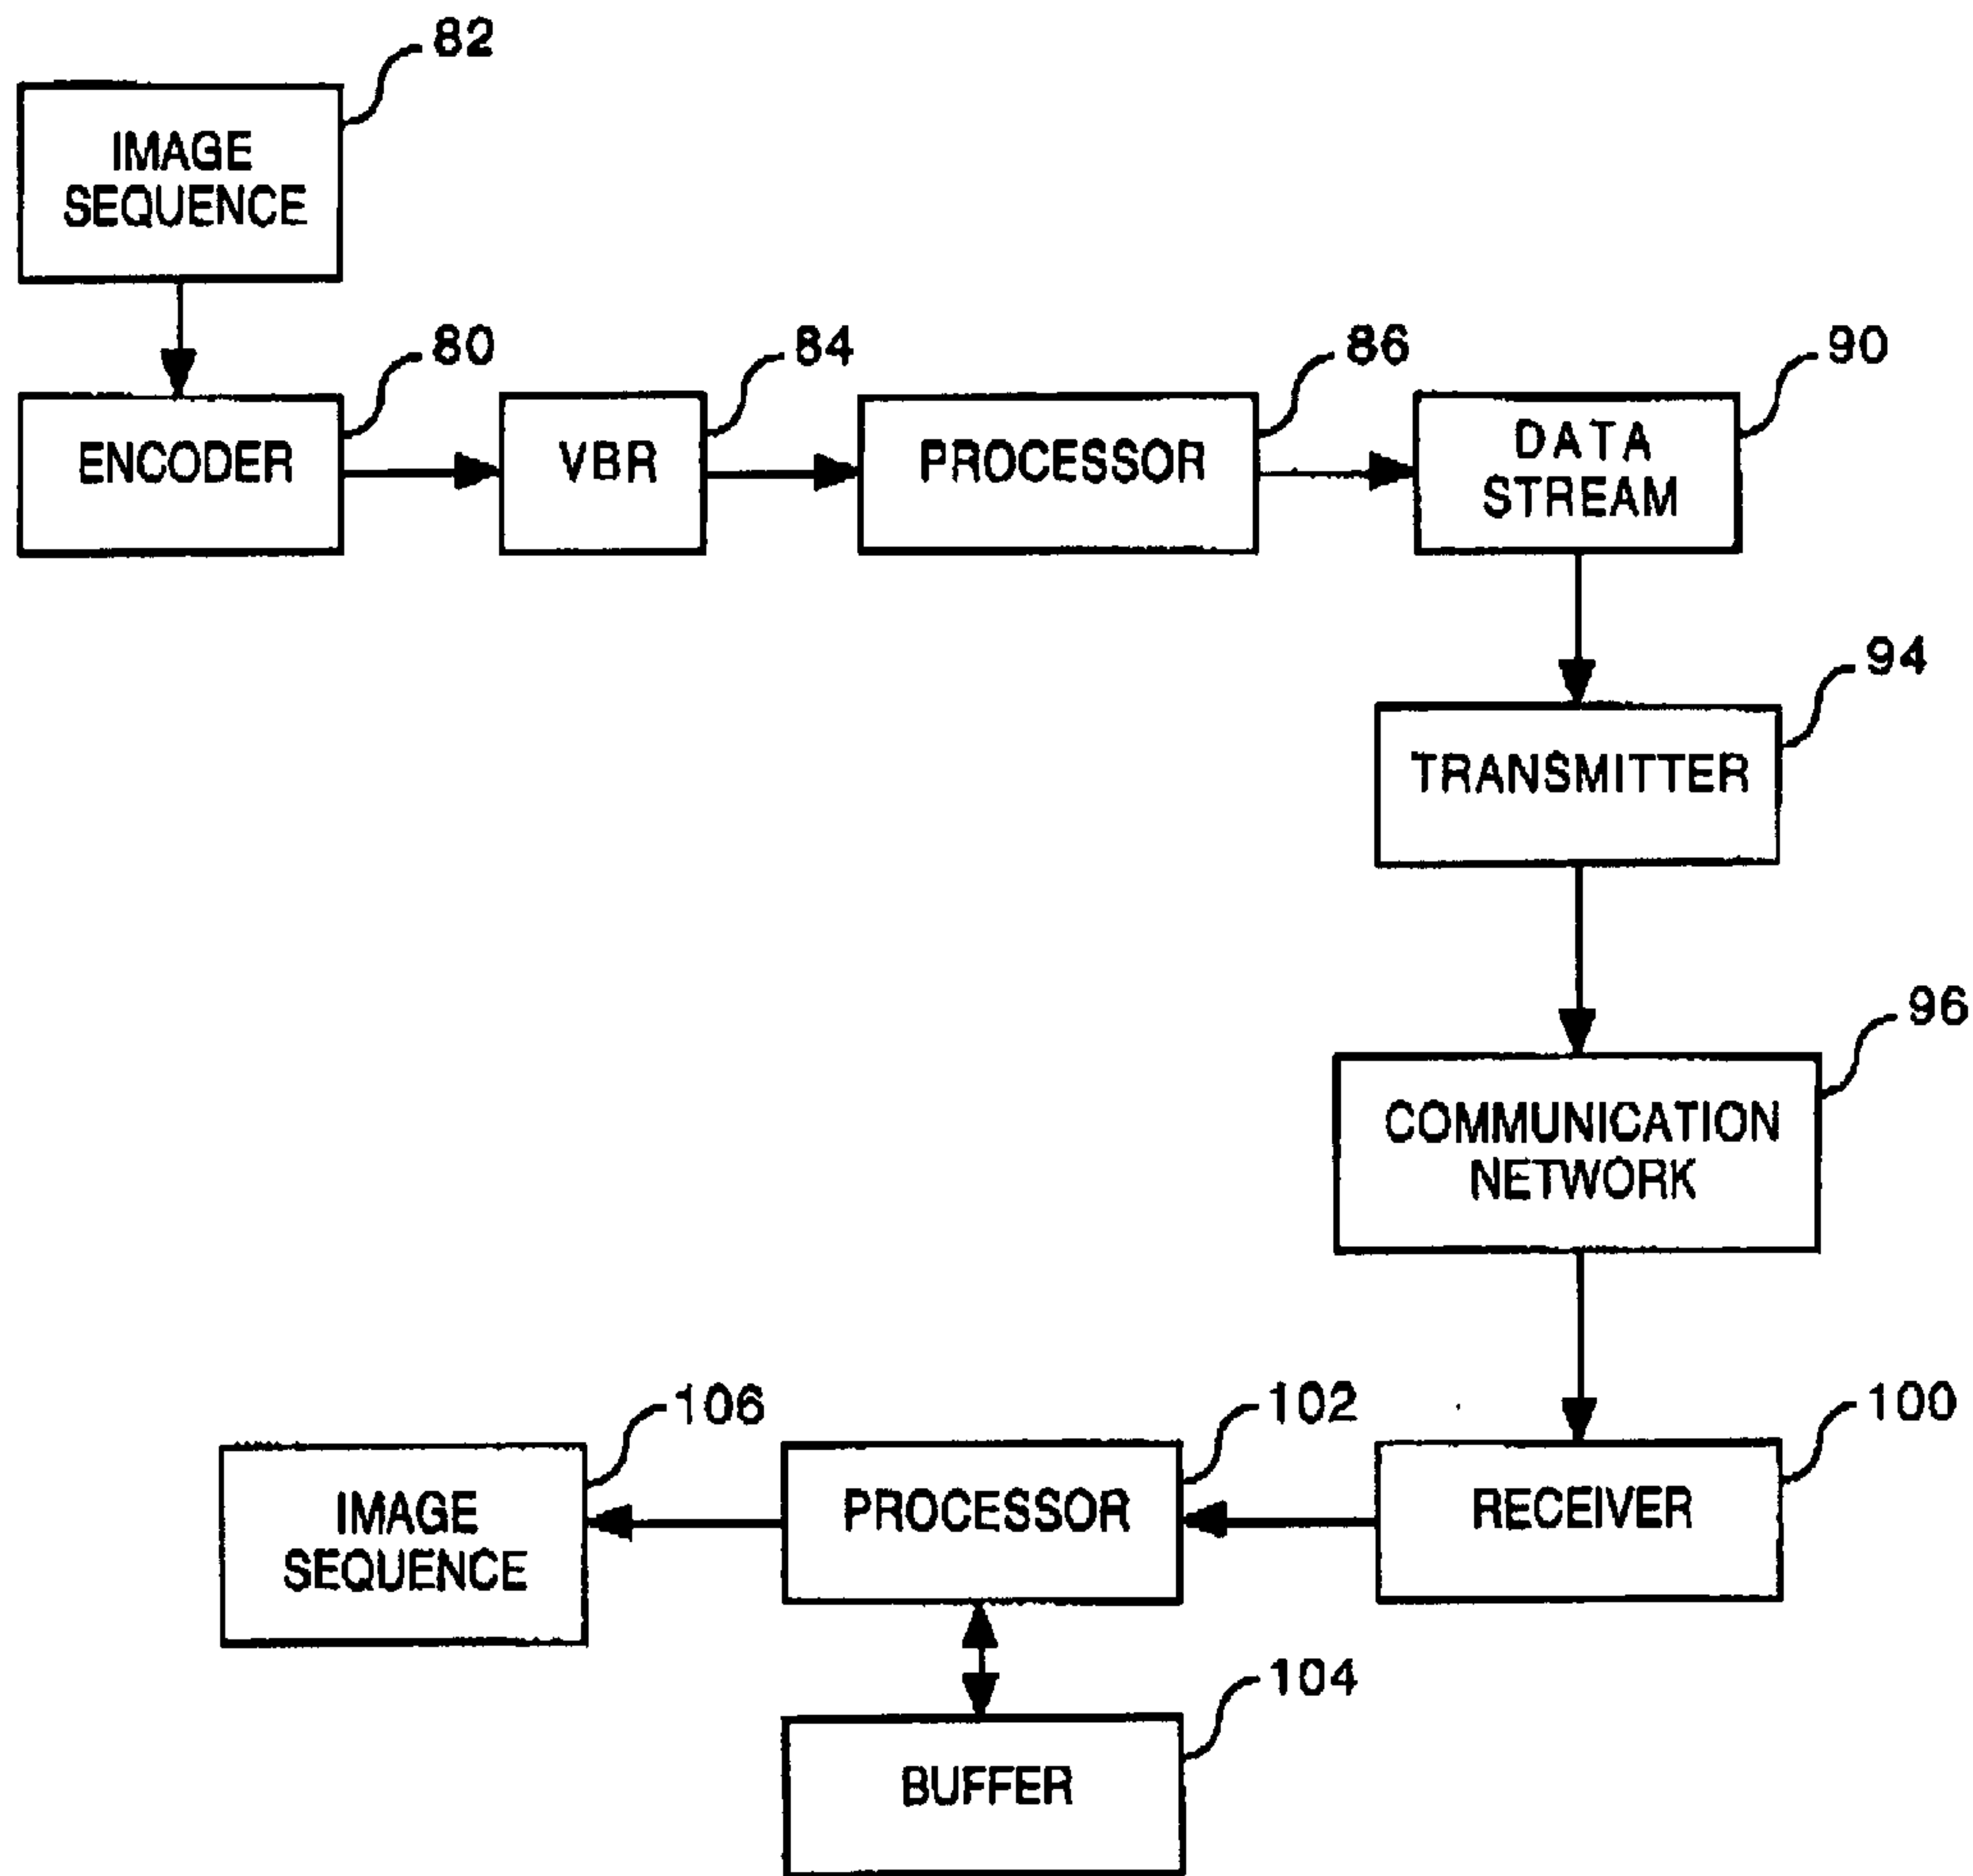 82
IMAGE
SEQUENCE
80
84
86
90
ENCODER
VBR
PROCESSOR
DATA
STREAM
94
TRANSMITTER
96
COMMUNICATION
NETWORK
106
102
100
IMAGE
SEQUENCE
PROCESSOR
RECEIVER
104
BUFFER